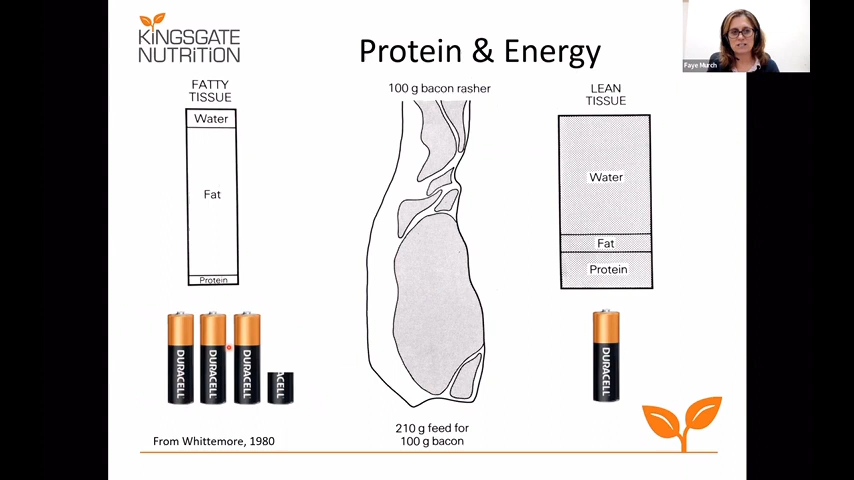 KINGSGATE
NUTRITION
Protein & Energy
Faye Murch
FATTY
TISSUE
Water
Fat
Protein
100 g bacon rasher
LEAN
TISSUE
Water
Fat
Protein
DURACELL
DURACELL
DURACELL
ACELL
DURACELL
From Whittemore, 1980
210 g feed for
100 g bacon